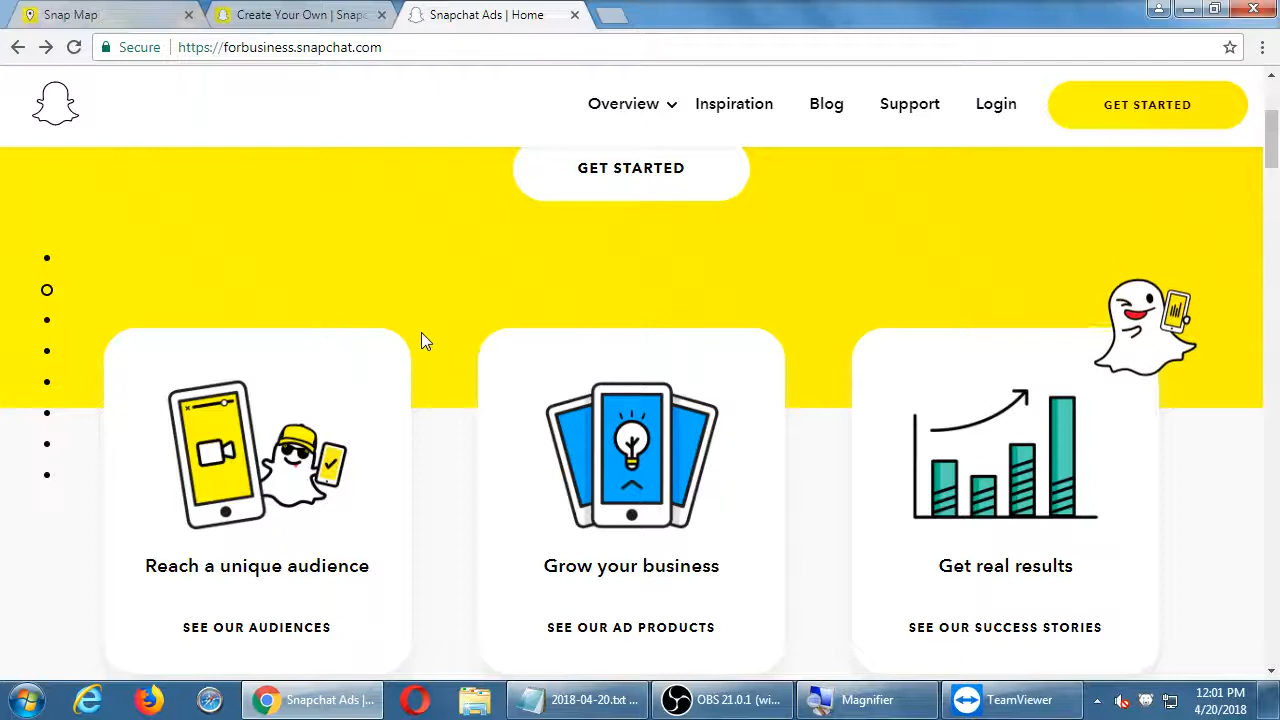 Snap Map
Create Your Own | Snapc
Snapchat Ads | Home
Secure
https://forbusiness.snapchat.com
Overview
Inspiration
Blog
Support
Login
GET STARTED
GET STARTED
Reach a unique audience
Grow your business
Get real results
SEE OUR AUDIENCES
SEE OUR AD PRODUCTS
SEE OUR SUCCESS STORIES
Snapchat Ads |...
2018-04-20.txt ...
OBS 21.0.1 (wi...
Magnifier
TeamViewer
12:01 PM
4/20/2018